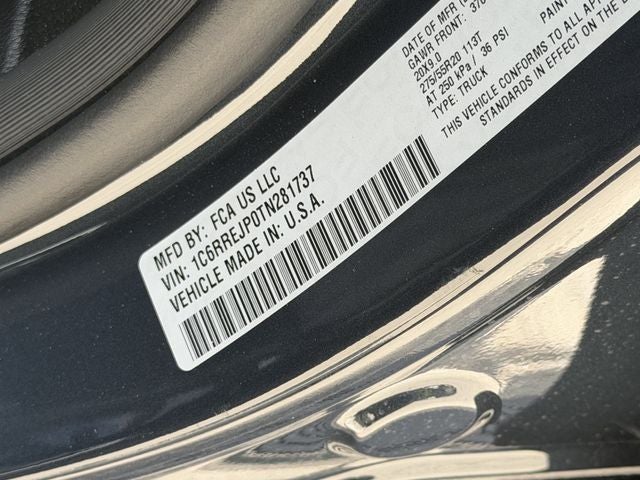 MFD BY: FCA US LLC
VIN: 1C6RREJP0TN281737
VEHICLE MADE IN: U.S.A.
DATE OF MFR
GAWR FRONT:
20X9.0
275/55R20 113T
AT 250 kPa / 36 PSI
TYPE: TRUCK
THIS VEHICLE CONFORMS TO ALL
STANDARDS IN EFFECT ON THE
PAINT